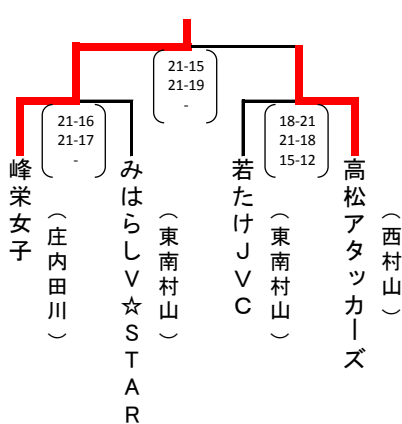 21-15
21-19
-
21-16
21-17
-
18-21
21-18
15-12
峰栄女子
（庄内田川）
みはらしV☆STAR
（東南村山）
若たけJVC
（東南村山）
高松アタッカーズ
（西村山）